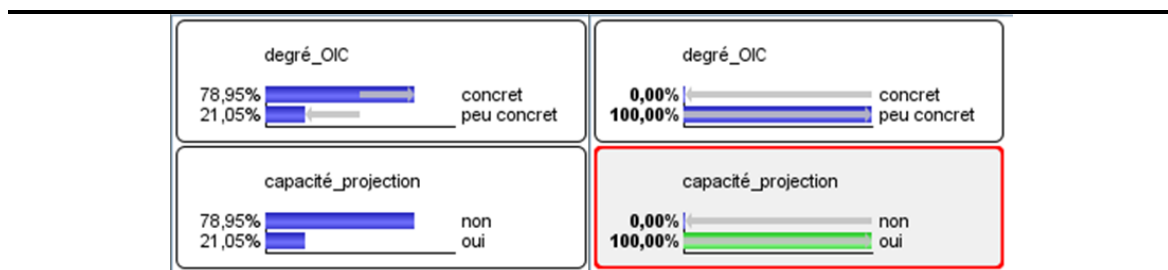 degré_OIC
78,95% concret
21,05% peu concret
degré_OIC
0,00% concret
100,00% peu concret
capacité_projection
78,95% non
21,05% oui
capacité_projection
0,00% non
100,00% oui